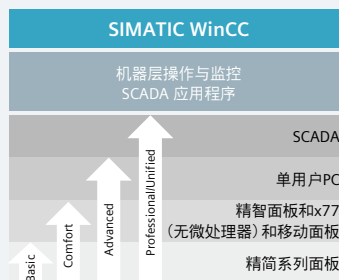 SIMATIC WinCC
机器层操作与监控
SCADA 应用程序
SCADA
单用户PC
精智面板和x77
(无微处理器)和移动面板
精简系列面板
Basic
Comfort
Advanced
Professional/Unified